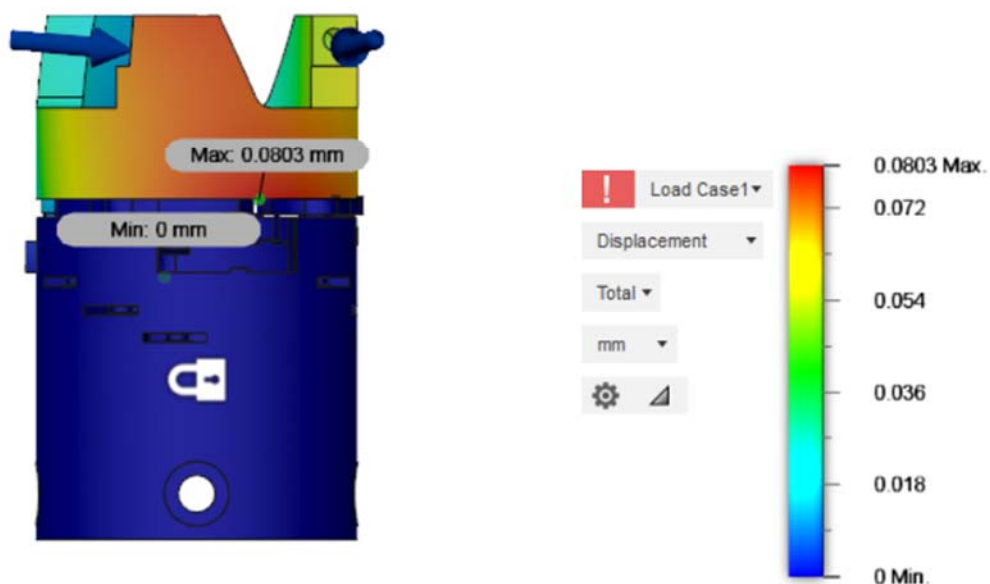 Max: 0.0803 mm
Min: 0 mm
! Load Case1
Displacement
Total
mm
0.0803 Max.
0.072
0.054
0.036
0.018
0 Min.